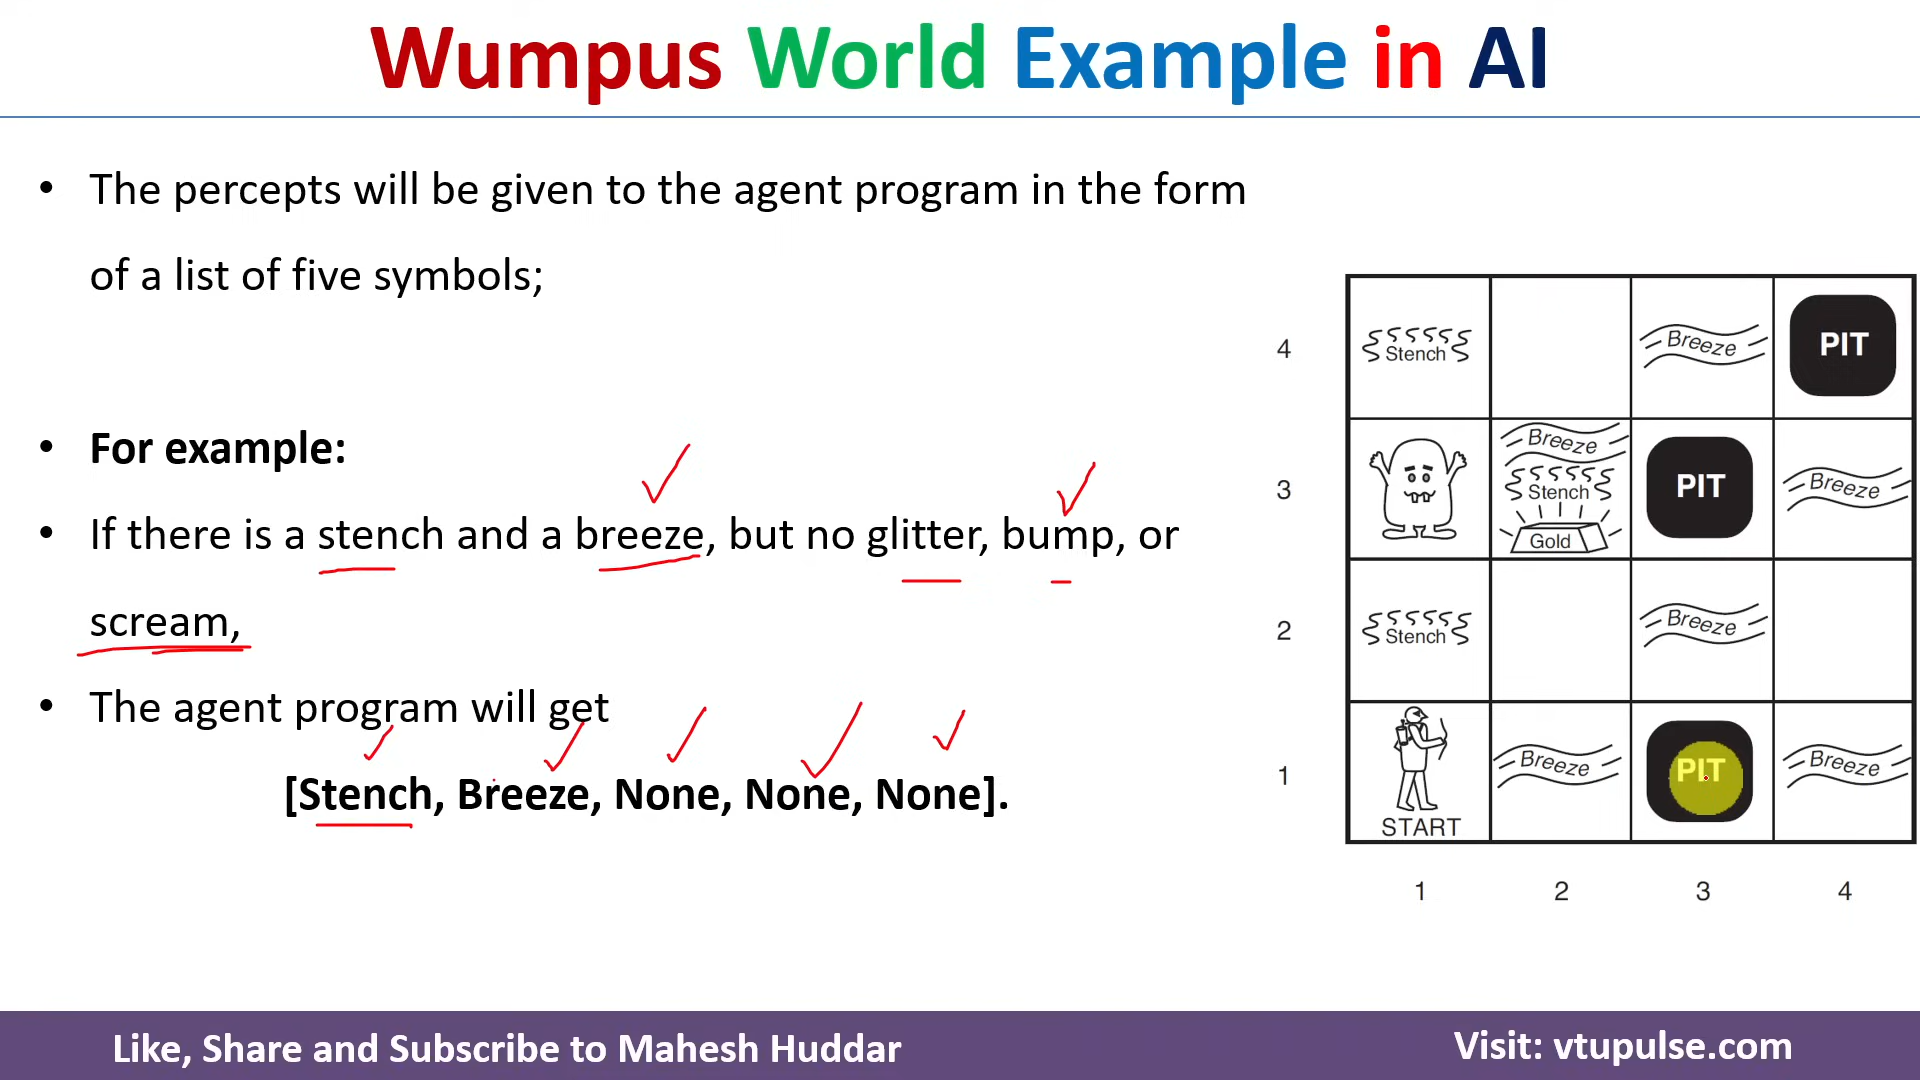 Wumpus World Example in AI
• The percepts will be given to the agent program in the form
of a list of five symbols;
• For example:
• If there is a stench and a breeze, but no glitter, bump, or
scream,
• The agent program will get
[Stench, Breeze, None, None, None].
4
Stench
Breeze
PIT
3
Breeze
Stench
Gold
PIT
Breeze
2
Stench
Breeze
1
START
Breeze
PIT
Breeze
1 2 3 4
Like, Share and Subscribe to Mahesh Huddar
Visit: vtupulse.com